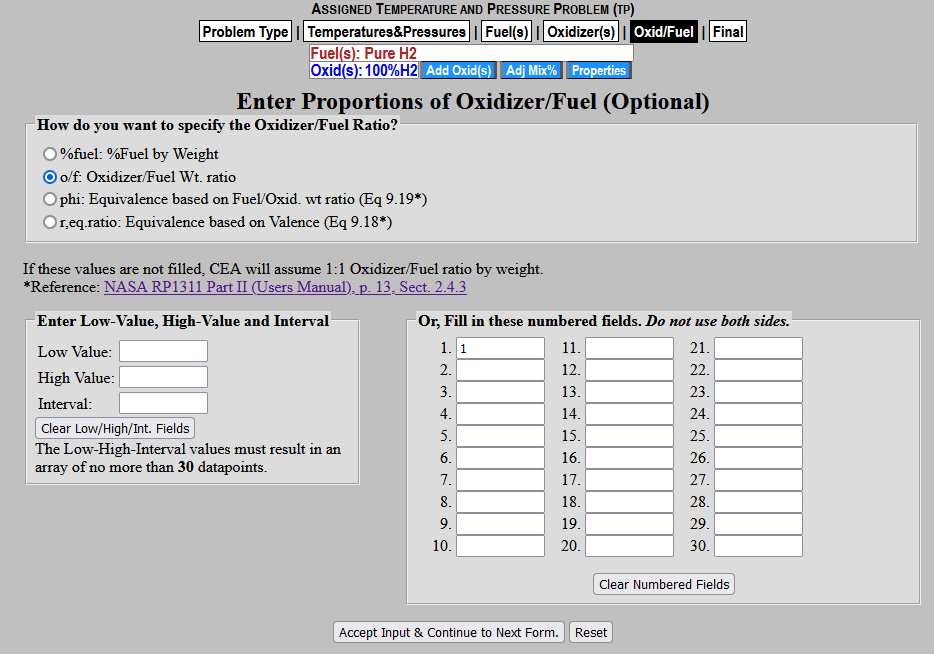 ASSIGNED TEMPERATURE AND PRESSURE PROBLEM (TP)
Problem Type | Temperatures&Pressures | Fuel(s) | Oxidizer(s) | Oxid/Fuel | Final
Fuel(s): Pure H2
Oxid(s): 100%H2 Add Oxid(s) Adj Mix% Properties
Enter Proportions of Oxidizer/Fuel (Optional)
How do you want to specify the Oxidizer/Fuel Ratio?
%fuel: %Fuel by Weight
o/f: Oxidizer/Fuel Wt. ratio
phi: Equivalence based on Fuel/Oxid. wt ratio (Eq 9.19*)
r,eq.ratio: Equivalence based on Valence (Eq 9.18*)
If these values are not filled, CEA will assume 1:1 Oxidizer/Fuel ratio by weight.
*Reference: NASA RP1311 Part II (Users Manual), p. 13, Sect. 2.4.3
Enter Low-Value, High-Value and Interval
Low Value:
High Value:
Interval:
Clear Low/High/Int. Fields
The Low-High-Interval values must result in an
array of no more than 30 datapoints.
Or, Fill in these numbered fields. Do not use both sides.
1. 1 11. 21.
2. 12. 22.
3. 13. 23.
4. 14. 24.
5. 15. 25.
6. 16. 26.
7. 17. 27.
8. 18. 28.
9. 19. 29.
10. 20. 30.
Clear Numbered Fields
Accept Input & Continue to Next Form. Reset